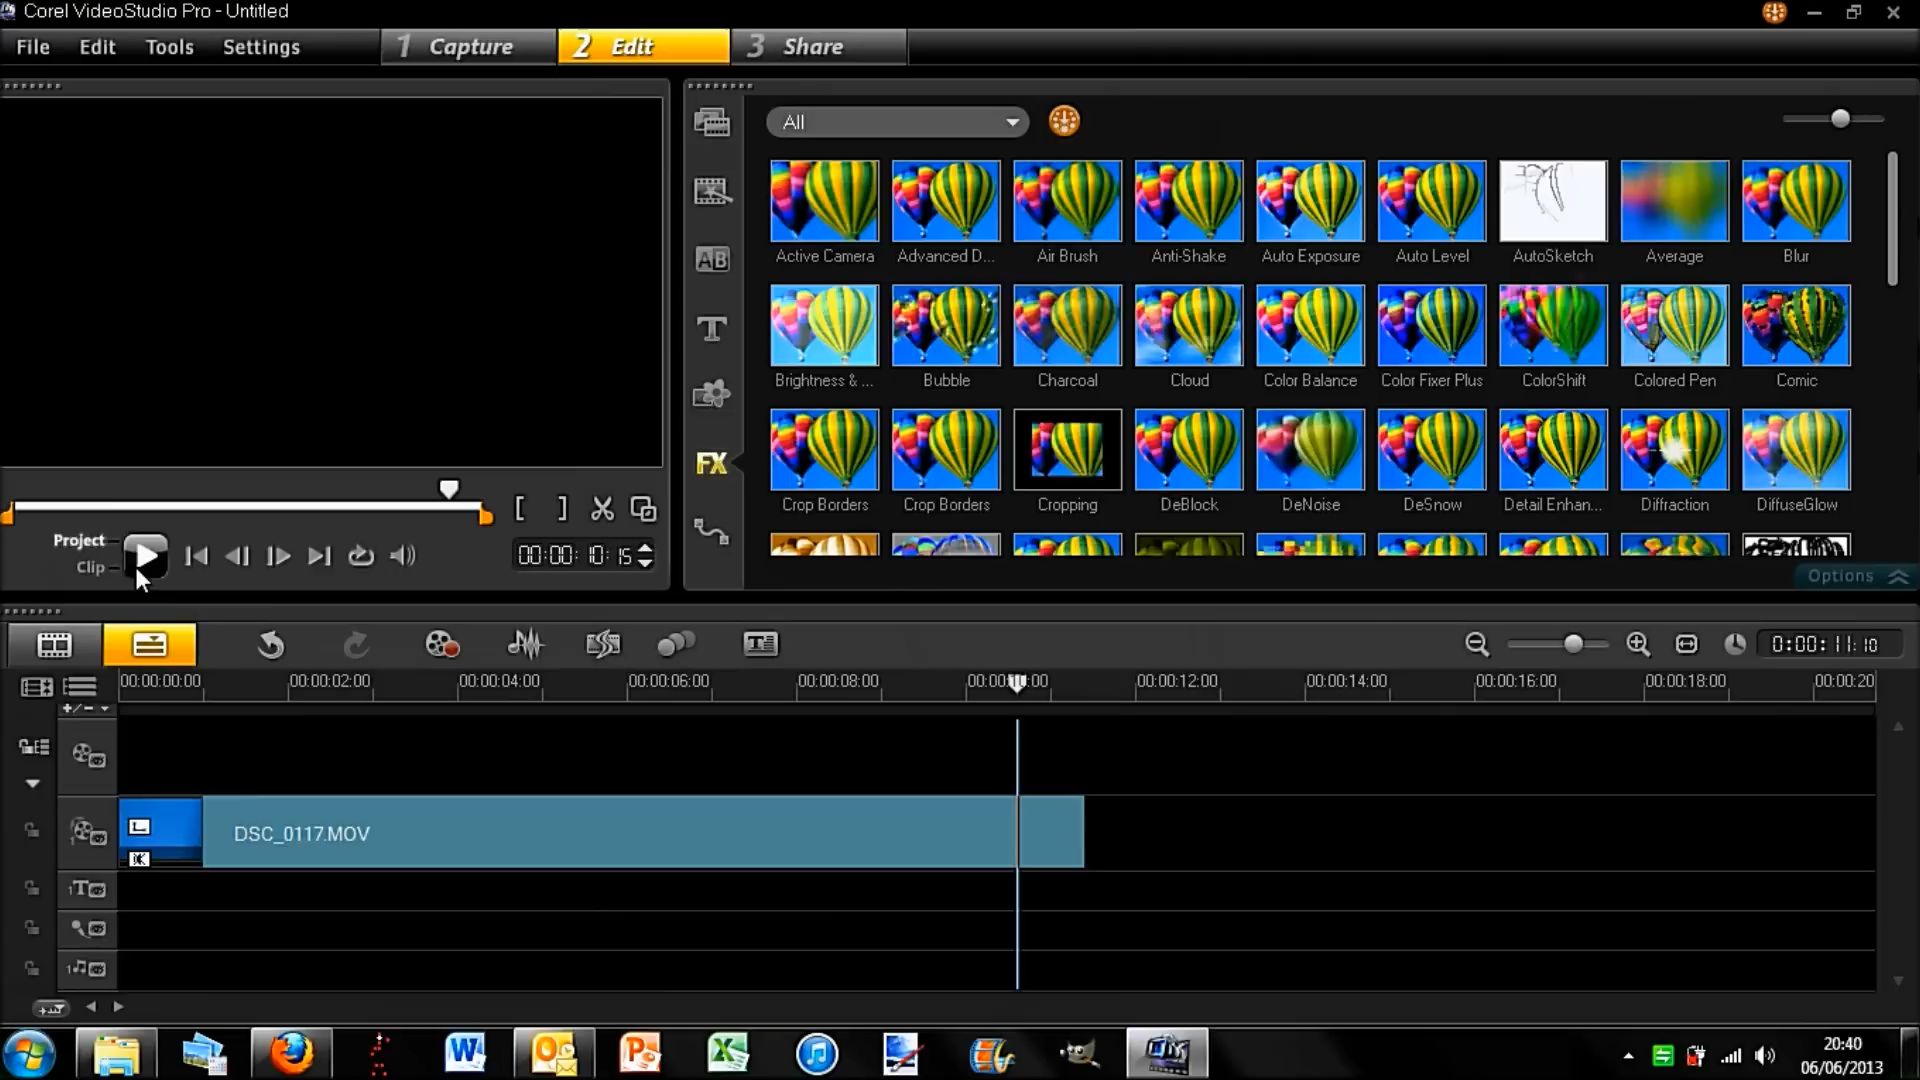 Corel VideoStudio Pro - Untitled
File Edit Tools Settings 1 Capture 2 Edit 3 Share
All
AB
T
FX
Active Camera Advanced D... Air Brush Anti-Shake Auto Exposure Auto Level AutoSketch Average Blur
Brightness & ... Bubble Charcoal Cloud Color Balance Color Fixer Plus ColorShift Colored Pen Comic
Crop Borders Crop Borders Cropping DeBlock DeNoise DeSnow Detail Enhan... Diffraction DiffuseGlow
Options
Project
Clip
00:00:10:15
0:00:11:10
00:00:00:00 00:00:02:00 00:00:04:00 00:00:06:00 00:00:08:00 00:00:10:00 00:00:12:00 00:00:14:00 00:00:16:00 00:00:18:00 00:00:20
DSC_0117.MOV
20:40
06/06/2013